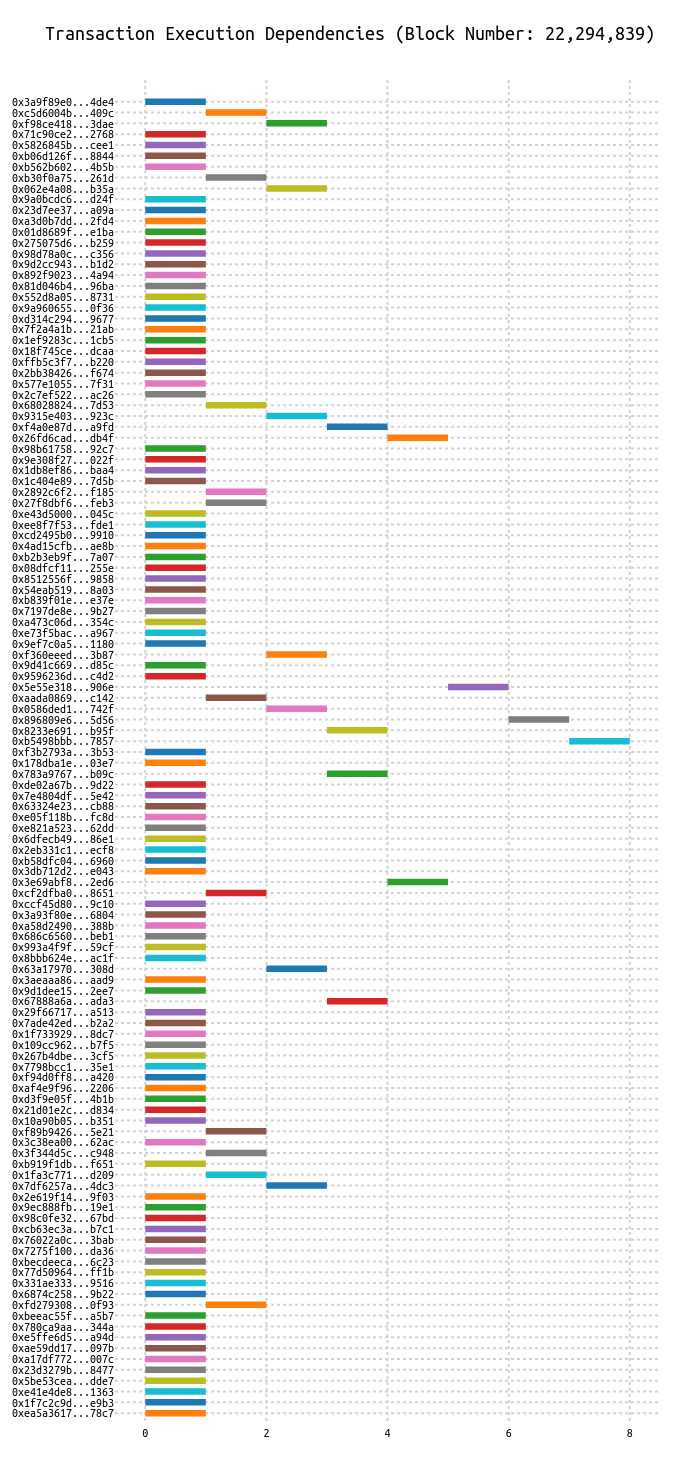 Transaction Execution Dependencies (Block Number: 22,294,839)
0x3a9f89e0...4de4
0xc5d6004b...409c
0xf98ce418...3dae
0x71c90ce2...2768
0x5826845b...cee1
0xb06d126f...8844
0xb562b602...4b5b
0xb30f0a75...261d
0x062e4a08...b35a
0x9a0bcdc6...d24f
0x23d7ee37...a09a
0xa3d0b7dd...2fd4
0x01d8689f...e1ba
0x275075d6...b259
0x98d78a0c...c356
0x9d2cc943...b1d2
0x892f9023...4a94
0x81d046b4...96ba
0x552d8a05...8731
0x9a960655...0f36
0xd314c294...9677
0x7f2a4a1b...21ab
0x1ef9283c...1cb5
0x18f745ce...dcaa
0xffb5c3f7...b220
0x2bb38426...f674
0x577e1055...7f31
0x2c7ef522...ac26
0x68028824...7d53
0x9315e403...923c
0xf4a0e87d...a9fd
0x26fd6cad...db4f
0x98b61758...92c7
0x9e308f27...022f
0x1db8ef86...baa4
0x1c404e89...7d5b
0x2892c6f2...f185
0x27f8dbf6...feb3
0xe43d5000...045c
0xee8f7f53...fde1
0xcd2495b0...9910
0x4ad15cfb...ae8b
0xb2b3eb9f...7a07
0x08dfcf11...255e
0x8512556f...9858
0x54eab519...8a03
0xb839f01e...e37e
0x7197de8e...9b27
0xa473c06d...354c
0xe73f5bac...a967
0x9ef7c0a5...1180
0xf360eeed...3b87
0x9d41c669...d85c
0x9596236d...c4d2
0x5e55e318...906e
0xaada0869...c142
0x0586ded1...742f
0x896809e6...5d56
0x8233e691...b95f
0xb5498bbb...7857
0xf3b2793a...3b53
0x178dba1e...03e7
0x783a9767...b09c
0xde02a67b...9d22
0x7e4804df...5e42
0x63324e23...cb88
0xe05f118b...fc8d
0xe821a523...62dd
0x6dfecb49...86e1
0x2eb331c1...ecf8
0xb58dfc04...6960
0x3db712d2...e043
0x3e69abf8...2ed6
0xcf2dfba0...8651
0xccf45d80...9c10
0x3a93f80e...6804
0xa58d2490...388b
0x686c6560...beb1
0x993a4f9f...59cf
0x8bbb624e...ac1f
0x63a17970...308d
0x3aeaaa86...aad9
0x9d1dee15...2ee7
0x67888a6a...ada3
0x29f66717...a513
0x7ade42ed...b2a2
0x1f733929...8dc7
0x109cc962...b7f5
0x267b4dbe...3cf5
0x7798bcc1...35e1
0xf94d0ff8...a420
0xaf4e9f96...2206
0xd3f9e05f...4b1b
0x21d01e2c...d834
0x10a90b05...b351
0xf89b9426...5e21
0x3c38ea00...62ac
0x3f344d5c...c948
0xb919f1db...f651
0x1fa3c771...d209
0x7df6257a...4dc3
0x2e619f14...9f03
0x9ec888fb...19e1
0x98c0fe32...67bd
0xcb63ec3a...b7c1
0x76022a0c...3bab
0x7275f100...da36
0xbecdeeca...6c23
0x77d50964...ff1b
0x331ae333...9516
0x6874c258...9b22
0xfd279308...0f93
0xbeeac55f...a5b7
0x780ca9aa...344a
0xe5ffe6d5...a94d
0xae59dd17...097b
0xa17df772...007c
0x23d3279b...8477
0x5be53cea...dde7
0xe41e4de8...1363
0x1f7c2c9d...e9b3
0xea5a3617...78c7
0 2 4 6 8